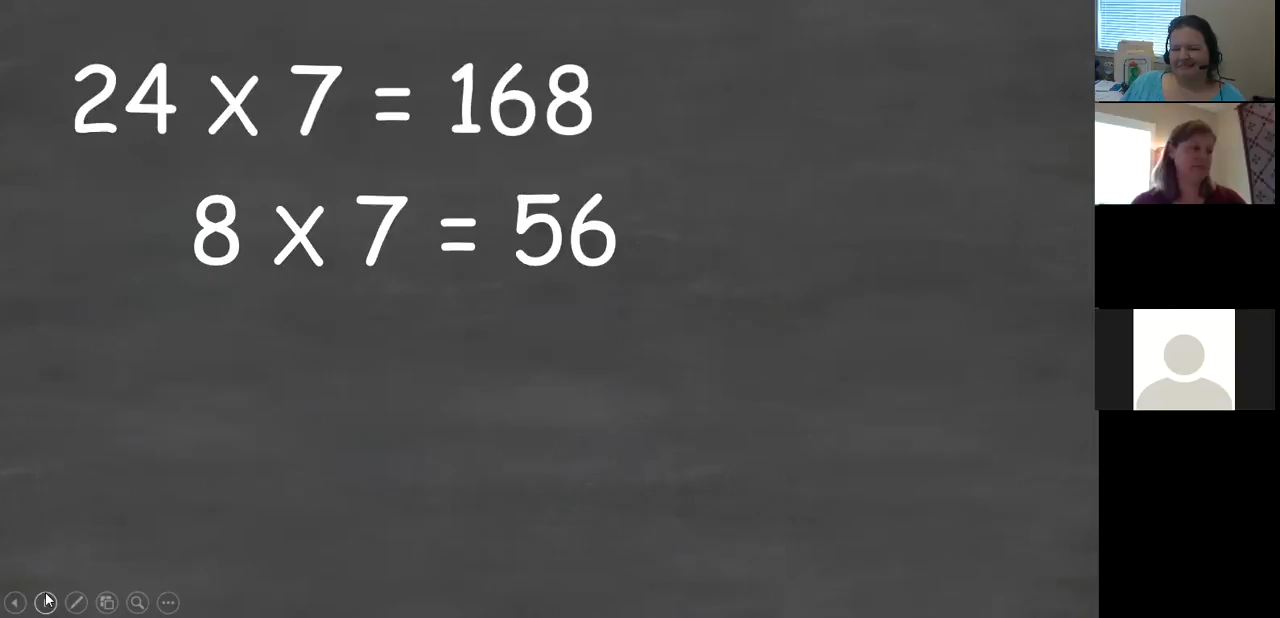 24 x 7 = 168
8 x 7 = 56